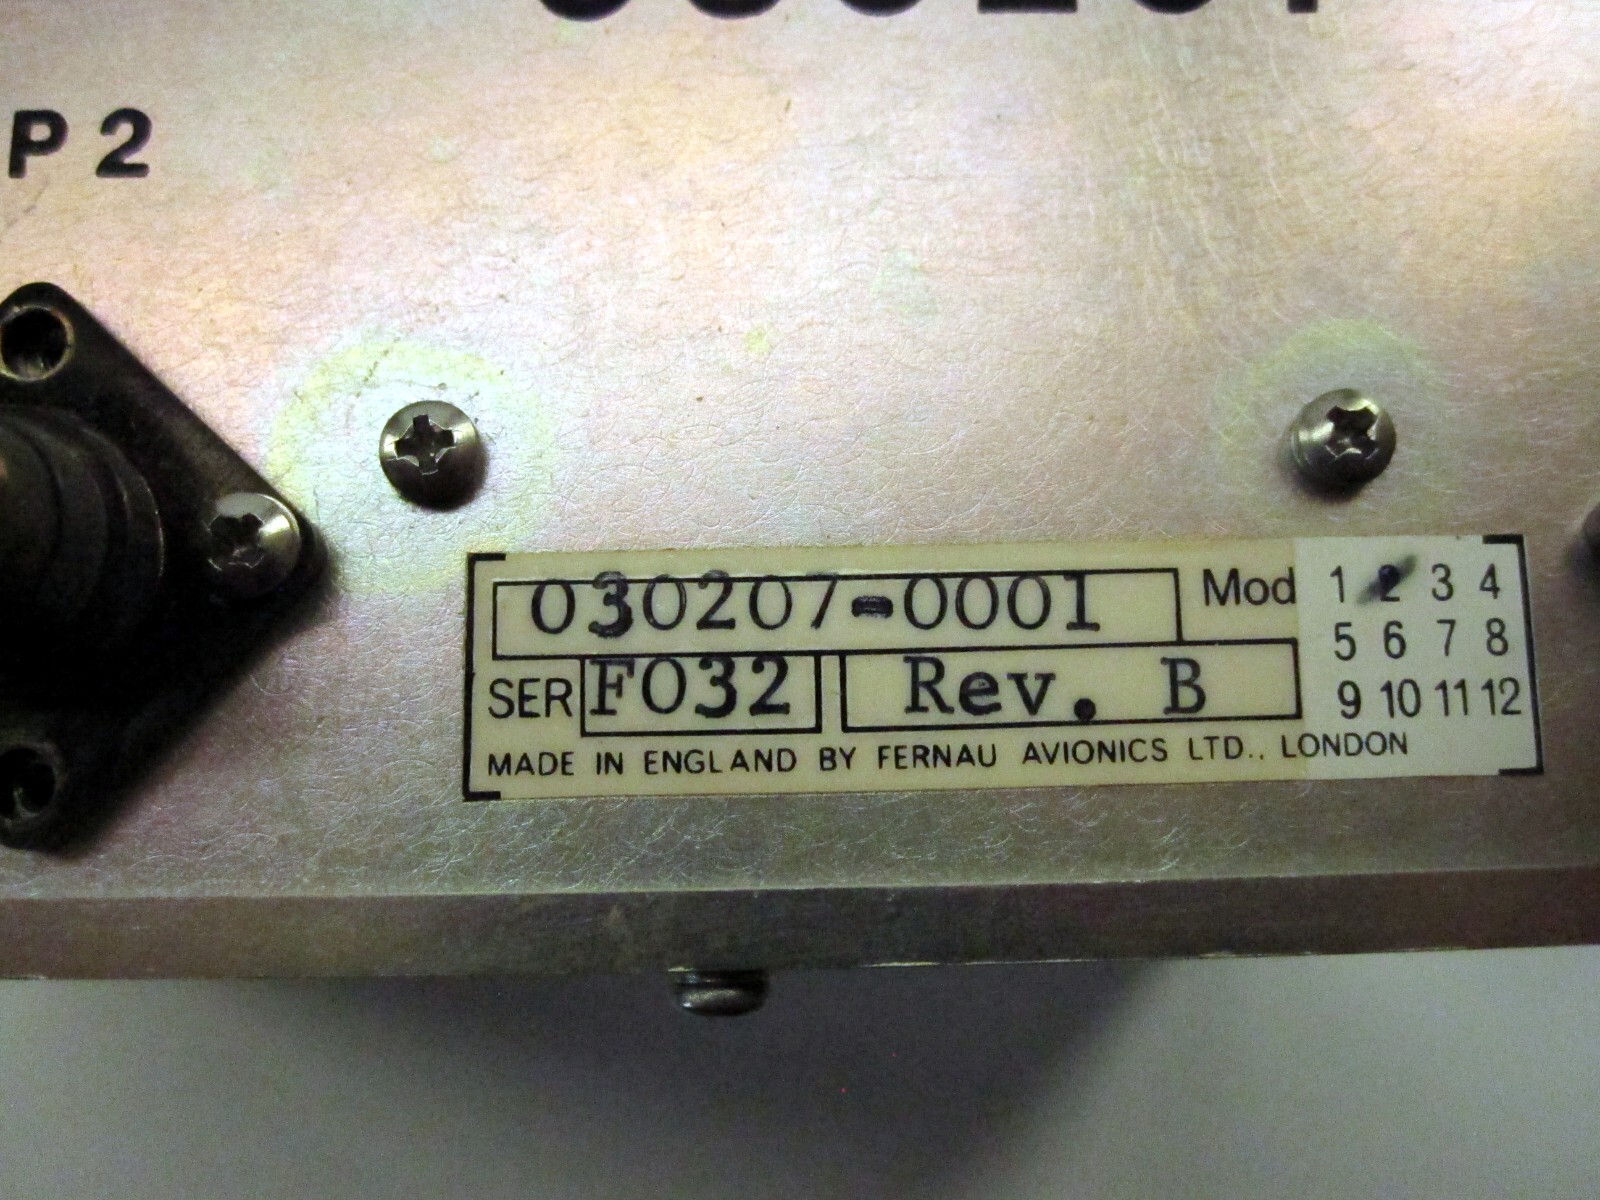 P2
030207-0001 Mod 1 2 3 4
5 6 7 8
SER F032 Rev. B
9 10 11 12
MADE IN ENGLAND BY FERNAU AVIONICS LTD., LONDON